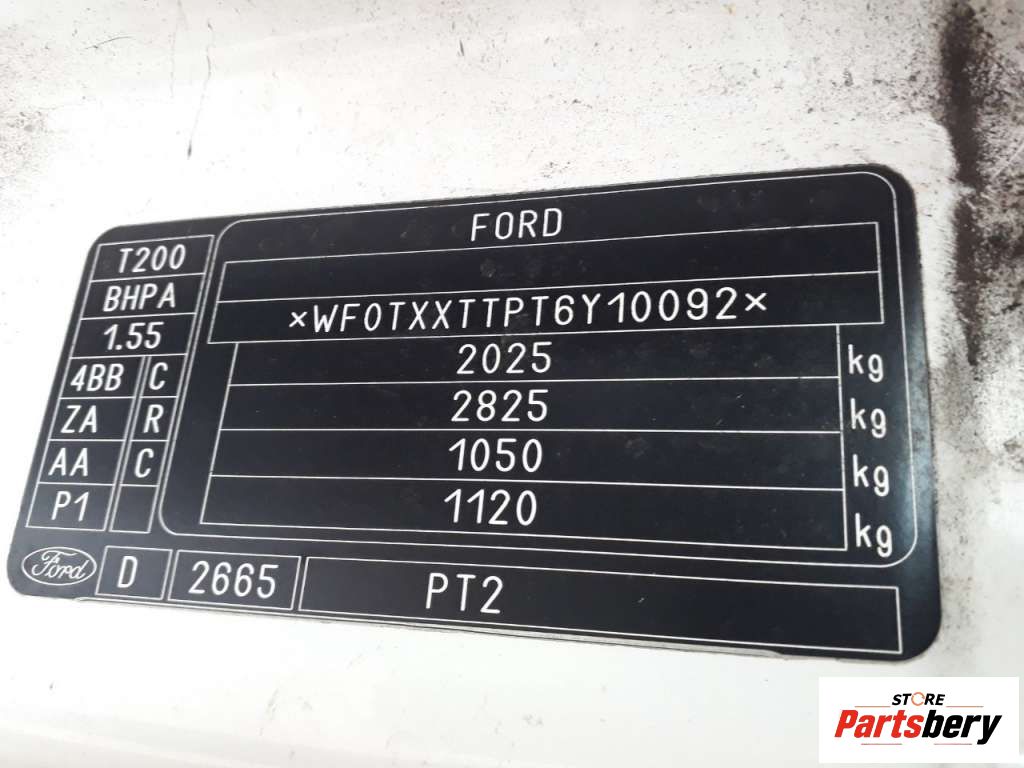 FORD
T200
BHPA
*WF0TXXTTPT6Y10092*
1.55
2025 kg
4BB C
2825 kg
ZA R
1050 kg
AA C
1120 kg
P1
Ford D 2665 PT2
STORE
Partsbery